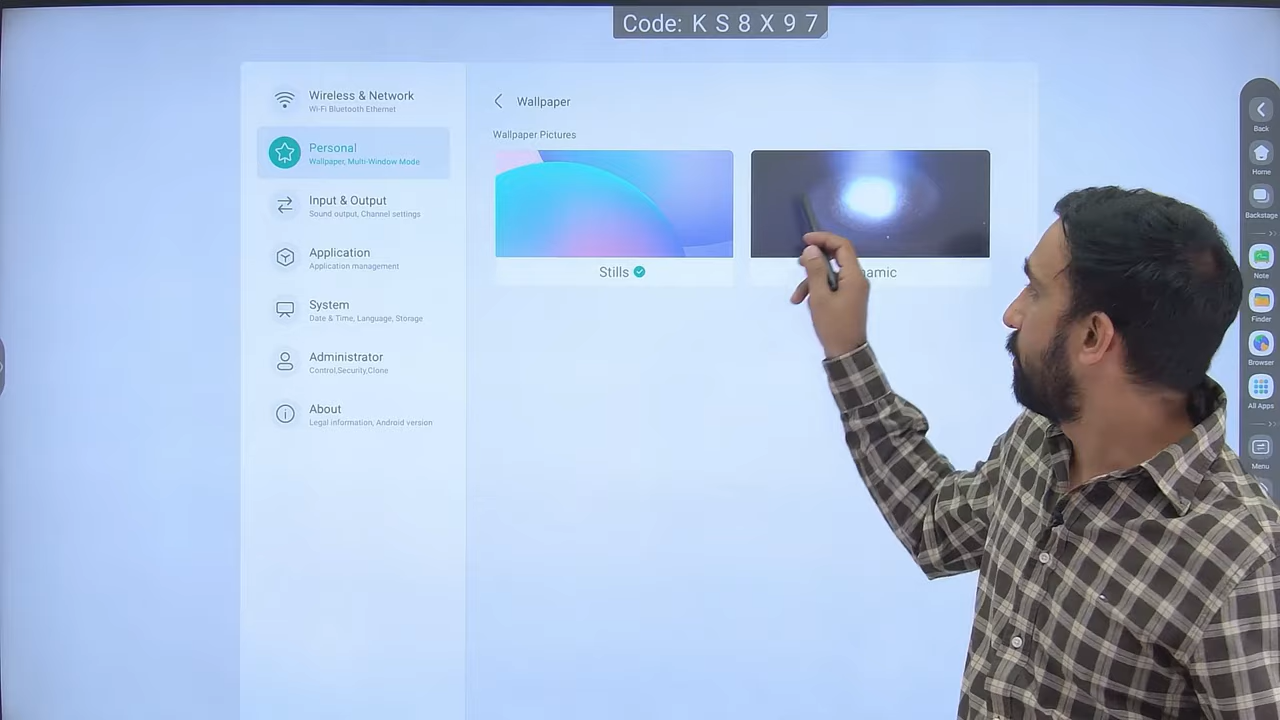 Code: K S 8 X 9 7
Wireless & Network
Wi-Fi Bluetooth Ethernet
Personal
Wallpaper, Multi-Window Mode
Input & Output
Sound output, Channel settings
Application
Application management
System
Date & Time, Language, Storage
Administrator
Control,Security,Clone
About
Legal information, Android version
Wallpaper
Wallpaper Pictures
Stills
Back
Home
Backstage
Note
Finder
Browser
All Apps
Menu